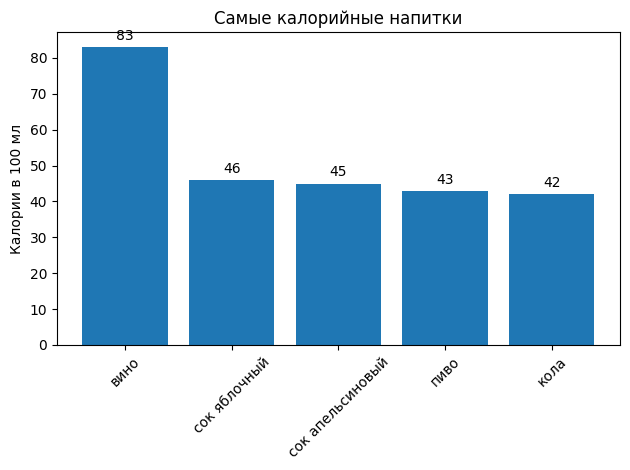 Самые калорийные напитки
Калории в 100 мл
80
70
60
50
40
30
20
10
0
83
46
45
43
42
вино
сок яблочный
сок апельсиновый
пиво
кола